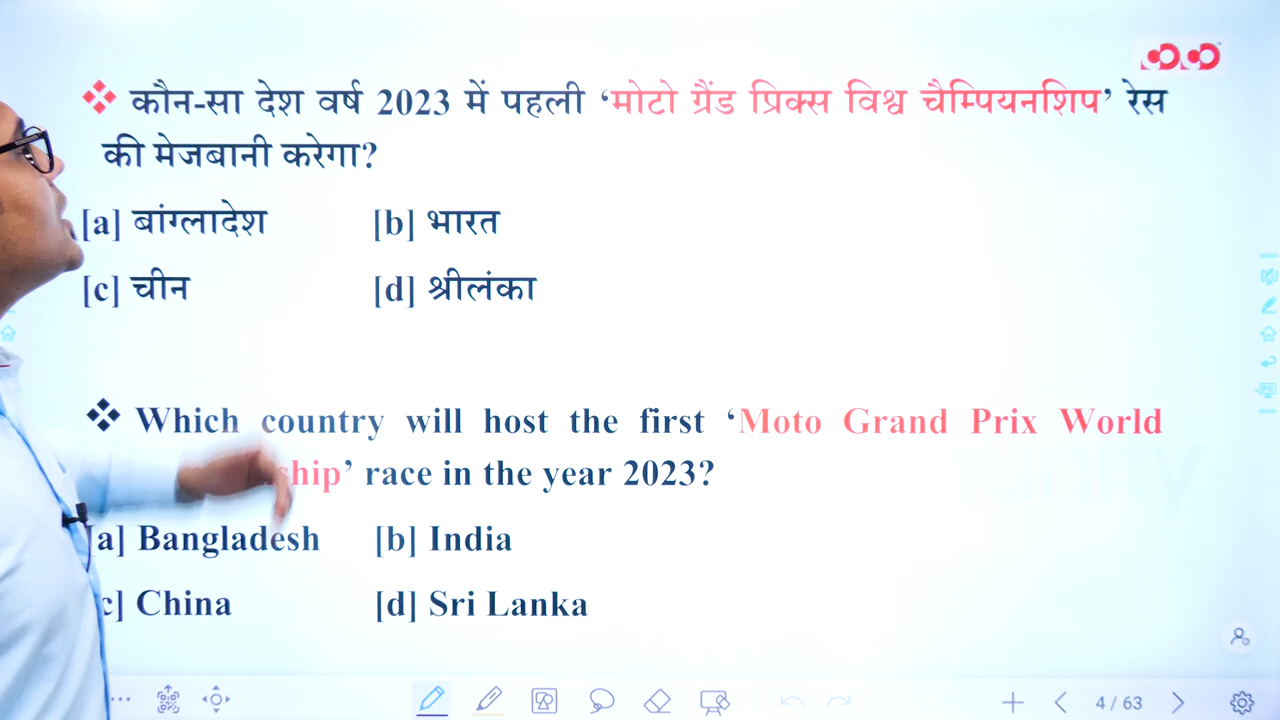 ❖ कौन-सा देश वर्ष 2023 में पहली ‘मोटो ग्रैंड प्रिक्स विश्व चैम्पियनशिप’ रेस
की मेजबानी करेगा?
[a] बांग्लादेश [b] भारत
[c] चीन [d] श्रीलंका
❖ Which country will host the first ‘Moto Grand Prix World
ship’ race in the year 2023?
[a] Bangladesh [b] India
c] China [d] Sri Lanka
unity
4 / 63